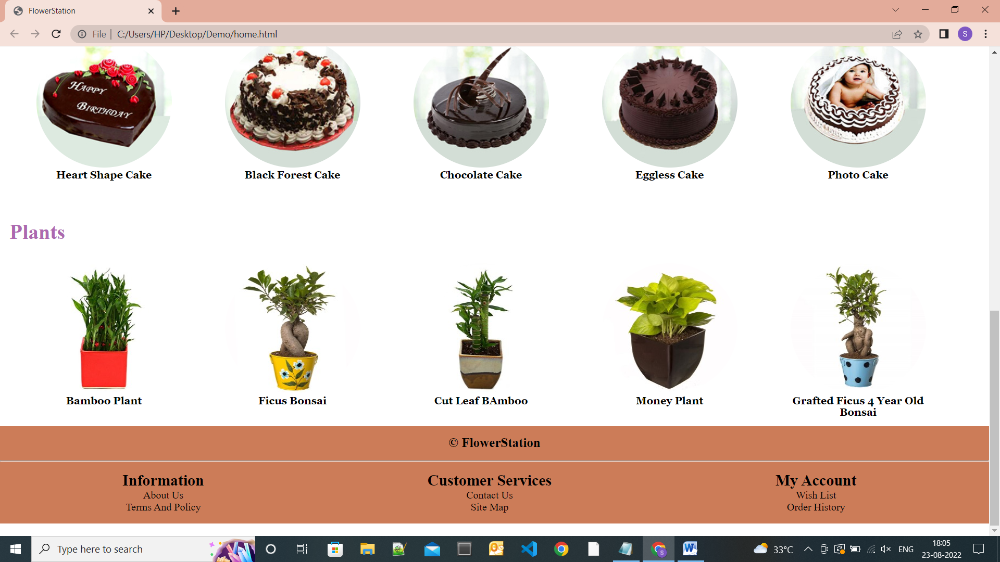 FlowerStation
File
C:/Users/HP/Desktop/Demo/home.html
S
HAPPY
BIRTHDAY
Heart Shape Cake
Black Forest Cake
Chocolate Cake
Eggless Cake
Photo Cake
Plants
Bamboo Plant
Ficus Bonsai
Cut Leaf BAmboo
Money Plant
Grafted Ficus 4 Year Old
Bonsai
© FlowerStation
Information
About Us
Terms And Policy
Customer Services
Contact Us
Site Map
My Account
Wish List
Order History
Type here to search
33°C
ENG
18:05
23-08-2022